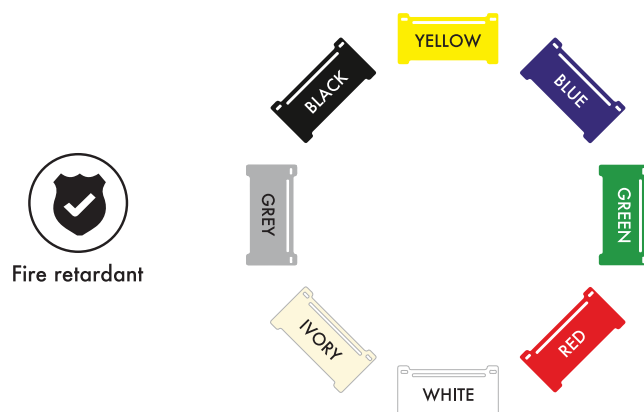 YELLOW
BLACK
BLUE
GREY
GREEN
Fire retardant
IVORY
RED
WHITE